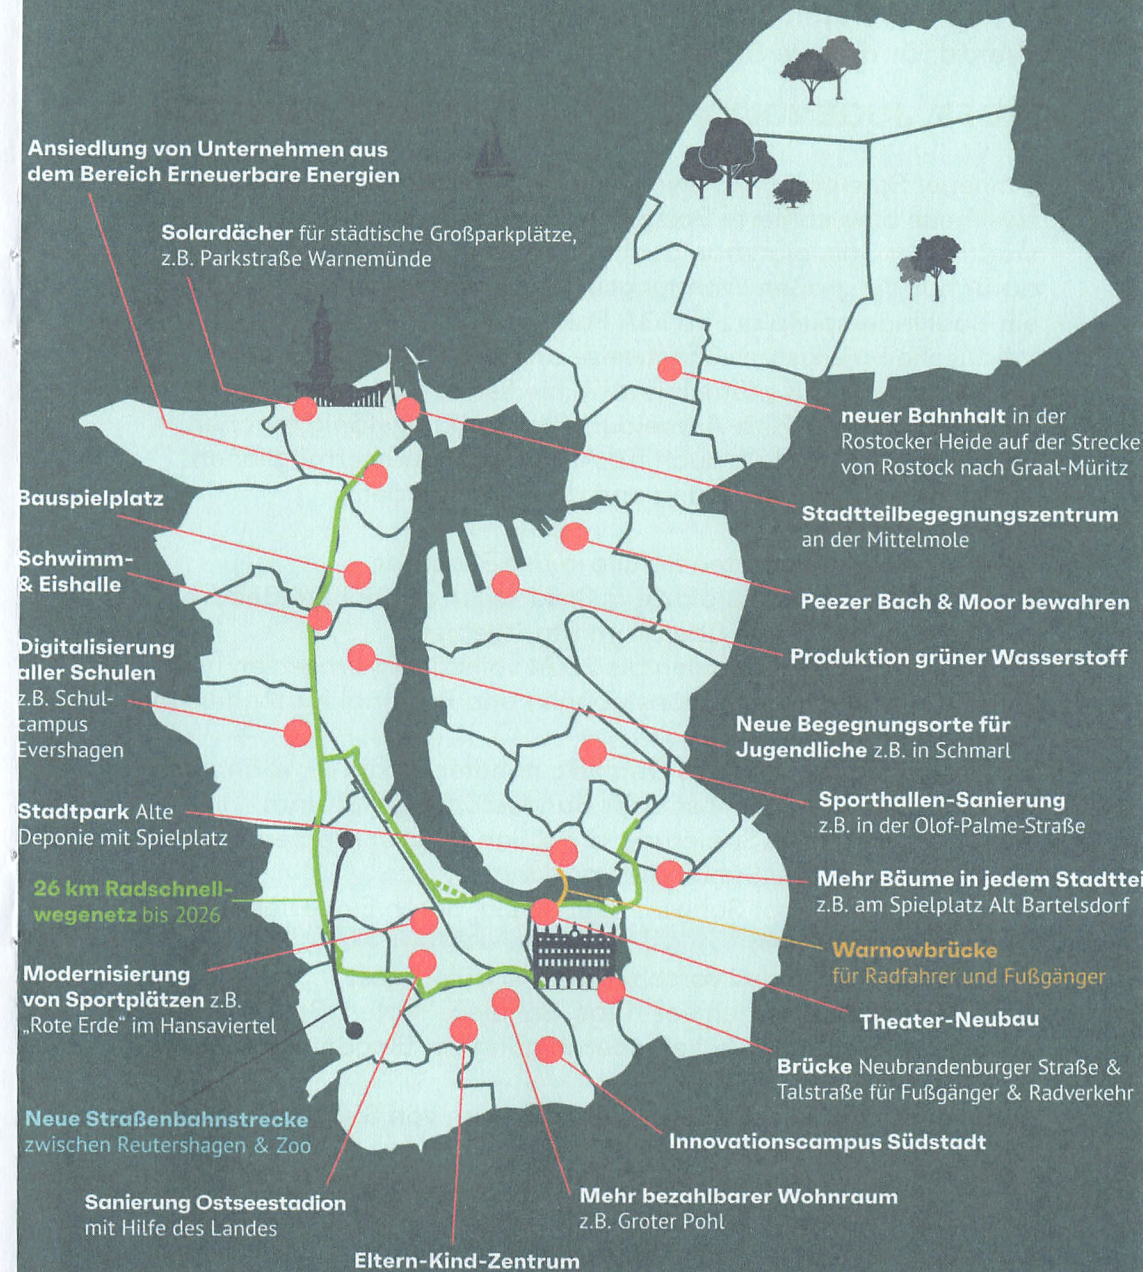 Ansiedlung von Unternehmen aus
dem Bereich Erneuerbare Energien
Solardächer für städtische Großparkplätze,
z.B. Parkstraße Warnemünde
neuer Bahnhalt in der
Rostocker Heide auf der Strecke
von Rostock nach Graal-Müritz
Bauspielplatz
Stadtteilbegegnungszentrum
an der Mittelmole
Schwimm-
& Eishalle
Peezer Bach & Moor bewahren
Digitalisierung
aller Schulen
z.B. Schul-
campus
Evershagen
Produktion grüner Wasserstoff
Neue Begegnungsorte für
Jugendliche z.B. in Schmarl
Stadtpark Alte
Deponie mit Spielplatz
Sporthallen-Sanierung
z.B. in der Olof-Palme-Straße
26 km Radschnell-
wegenetz bis 2026
Mehr Bäume in jedem Stadttei
z.B. am Spielplatz Alt Bartelsdorf
Warnowbrücke
für Radfahrer und Fußgänger
Modernisierung
von Sportplätzen z.B.
„Rote Erde“ im Hansaviertel
Theater-Neubau
Brücke Neubrandenburger Straße &
Talstraße für Fußgänger & Radverkehr
Neue Straßenbahnstrecke
zwischen Reutershagen & Zoo
Innovationscampus Südstadt
Sanierung Ostseestadion
mit Hilfe des Landes
Mehr bezahlbarer Wohnraum
z.B. Groter Pohl
Eltern-Kind-Zentrum